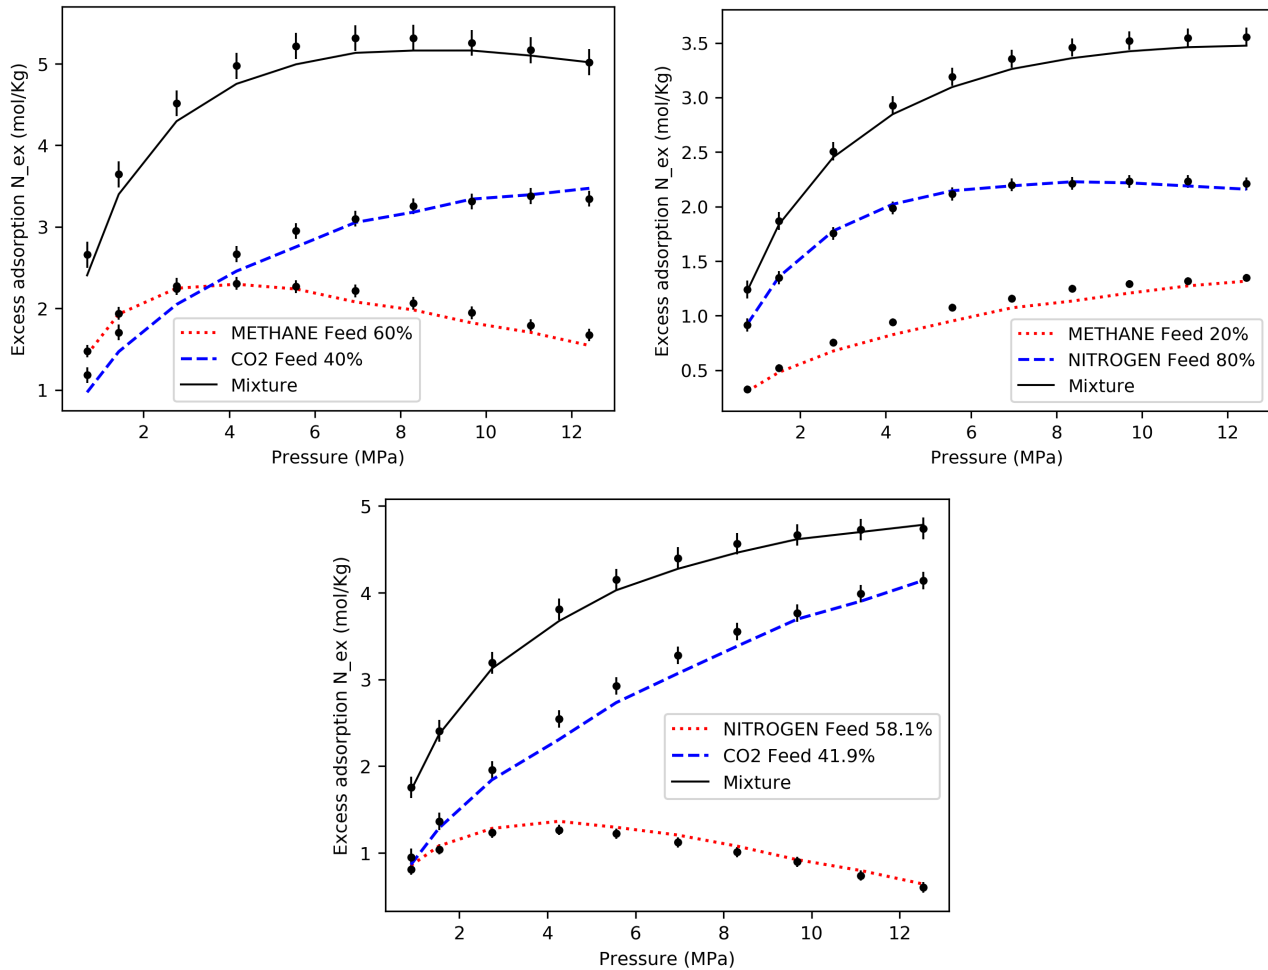 Excess adsorption N_ex (mol/Kg)
5
4
3
2
1
METHANE Feed 60%
CO2 Feed 40%
Mixture
2 4 6 8 10 12
Pressure (MPa)
Excess adsorption N_ex (mol/Kg)
3.5
3.0
2.5
2.0
1.5
1.0
0.5
METHANE Feed 20%
NITROGEN Feed 80%
Mixture
2 4 6 8 10 12
Pressure (MPa)
Excess adsorption N_ex (mol/Kg)
5
4
3
2
1
NITROGEN Feed 58.1%
CO2 Feed 41.9%
Mixture
2 4 6 8 10 12
Pressure (MPa)